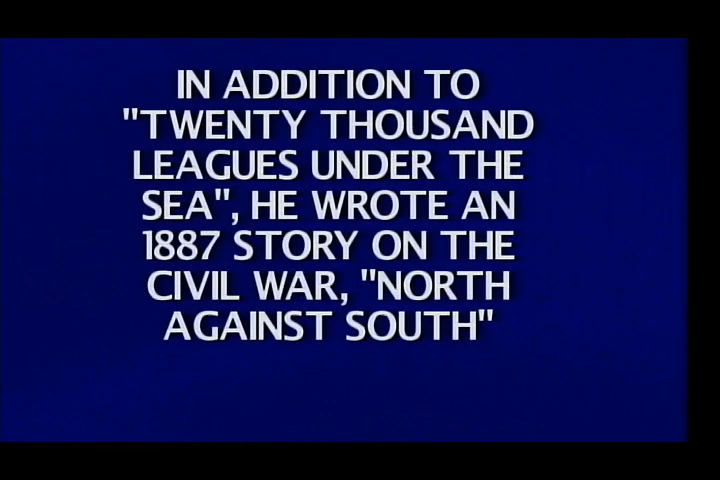 IN ADDITION TO
"TWENTY THOUSAND
LEAGUES UNDER THE
SEA", HE WROTE AN
1887 STORY ON THE
CIVIL WAR, "NORTH
AGAINST SOUTH"